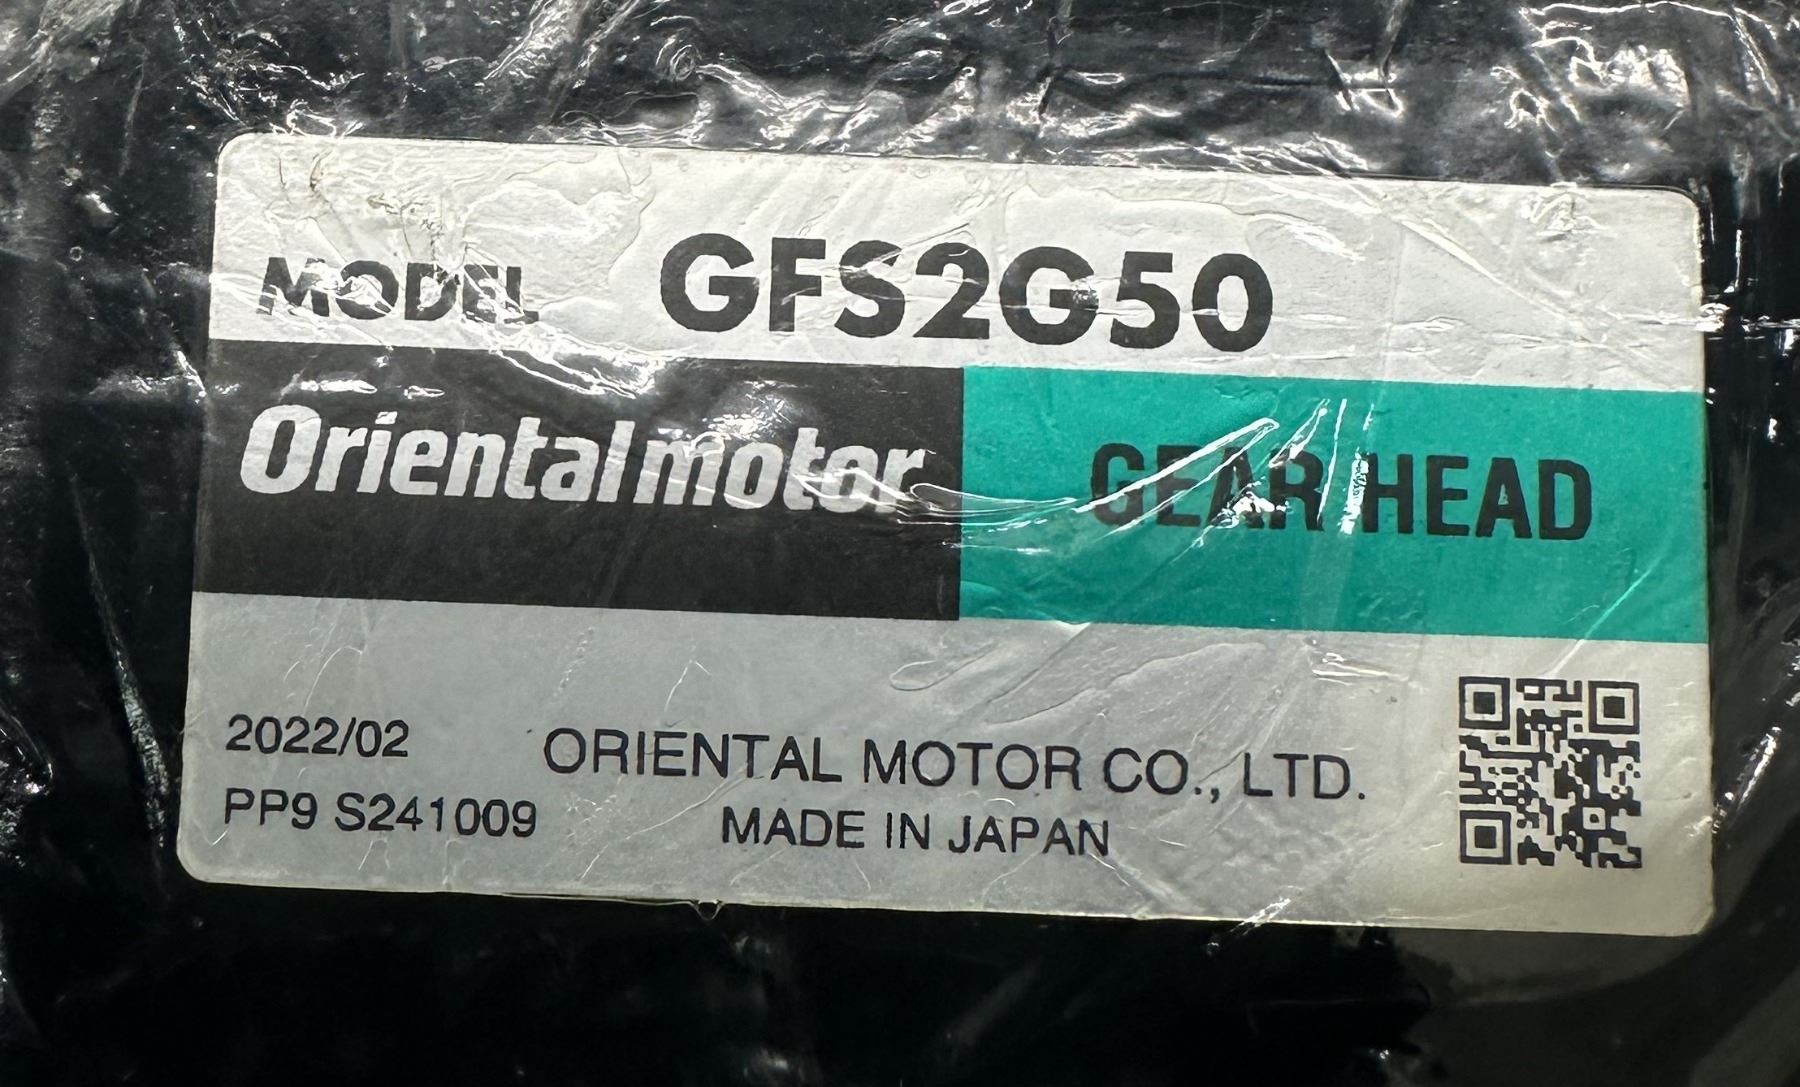 MODEL GFS2G50
Orientalmotor GEAR HEAD
2022/02 ORIENTAL MOTOR CO., LTD.
PP9 S241009 MADE IN JAPAN